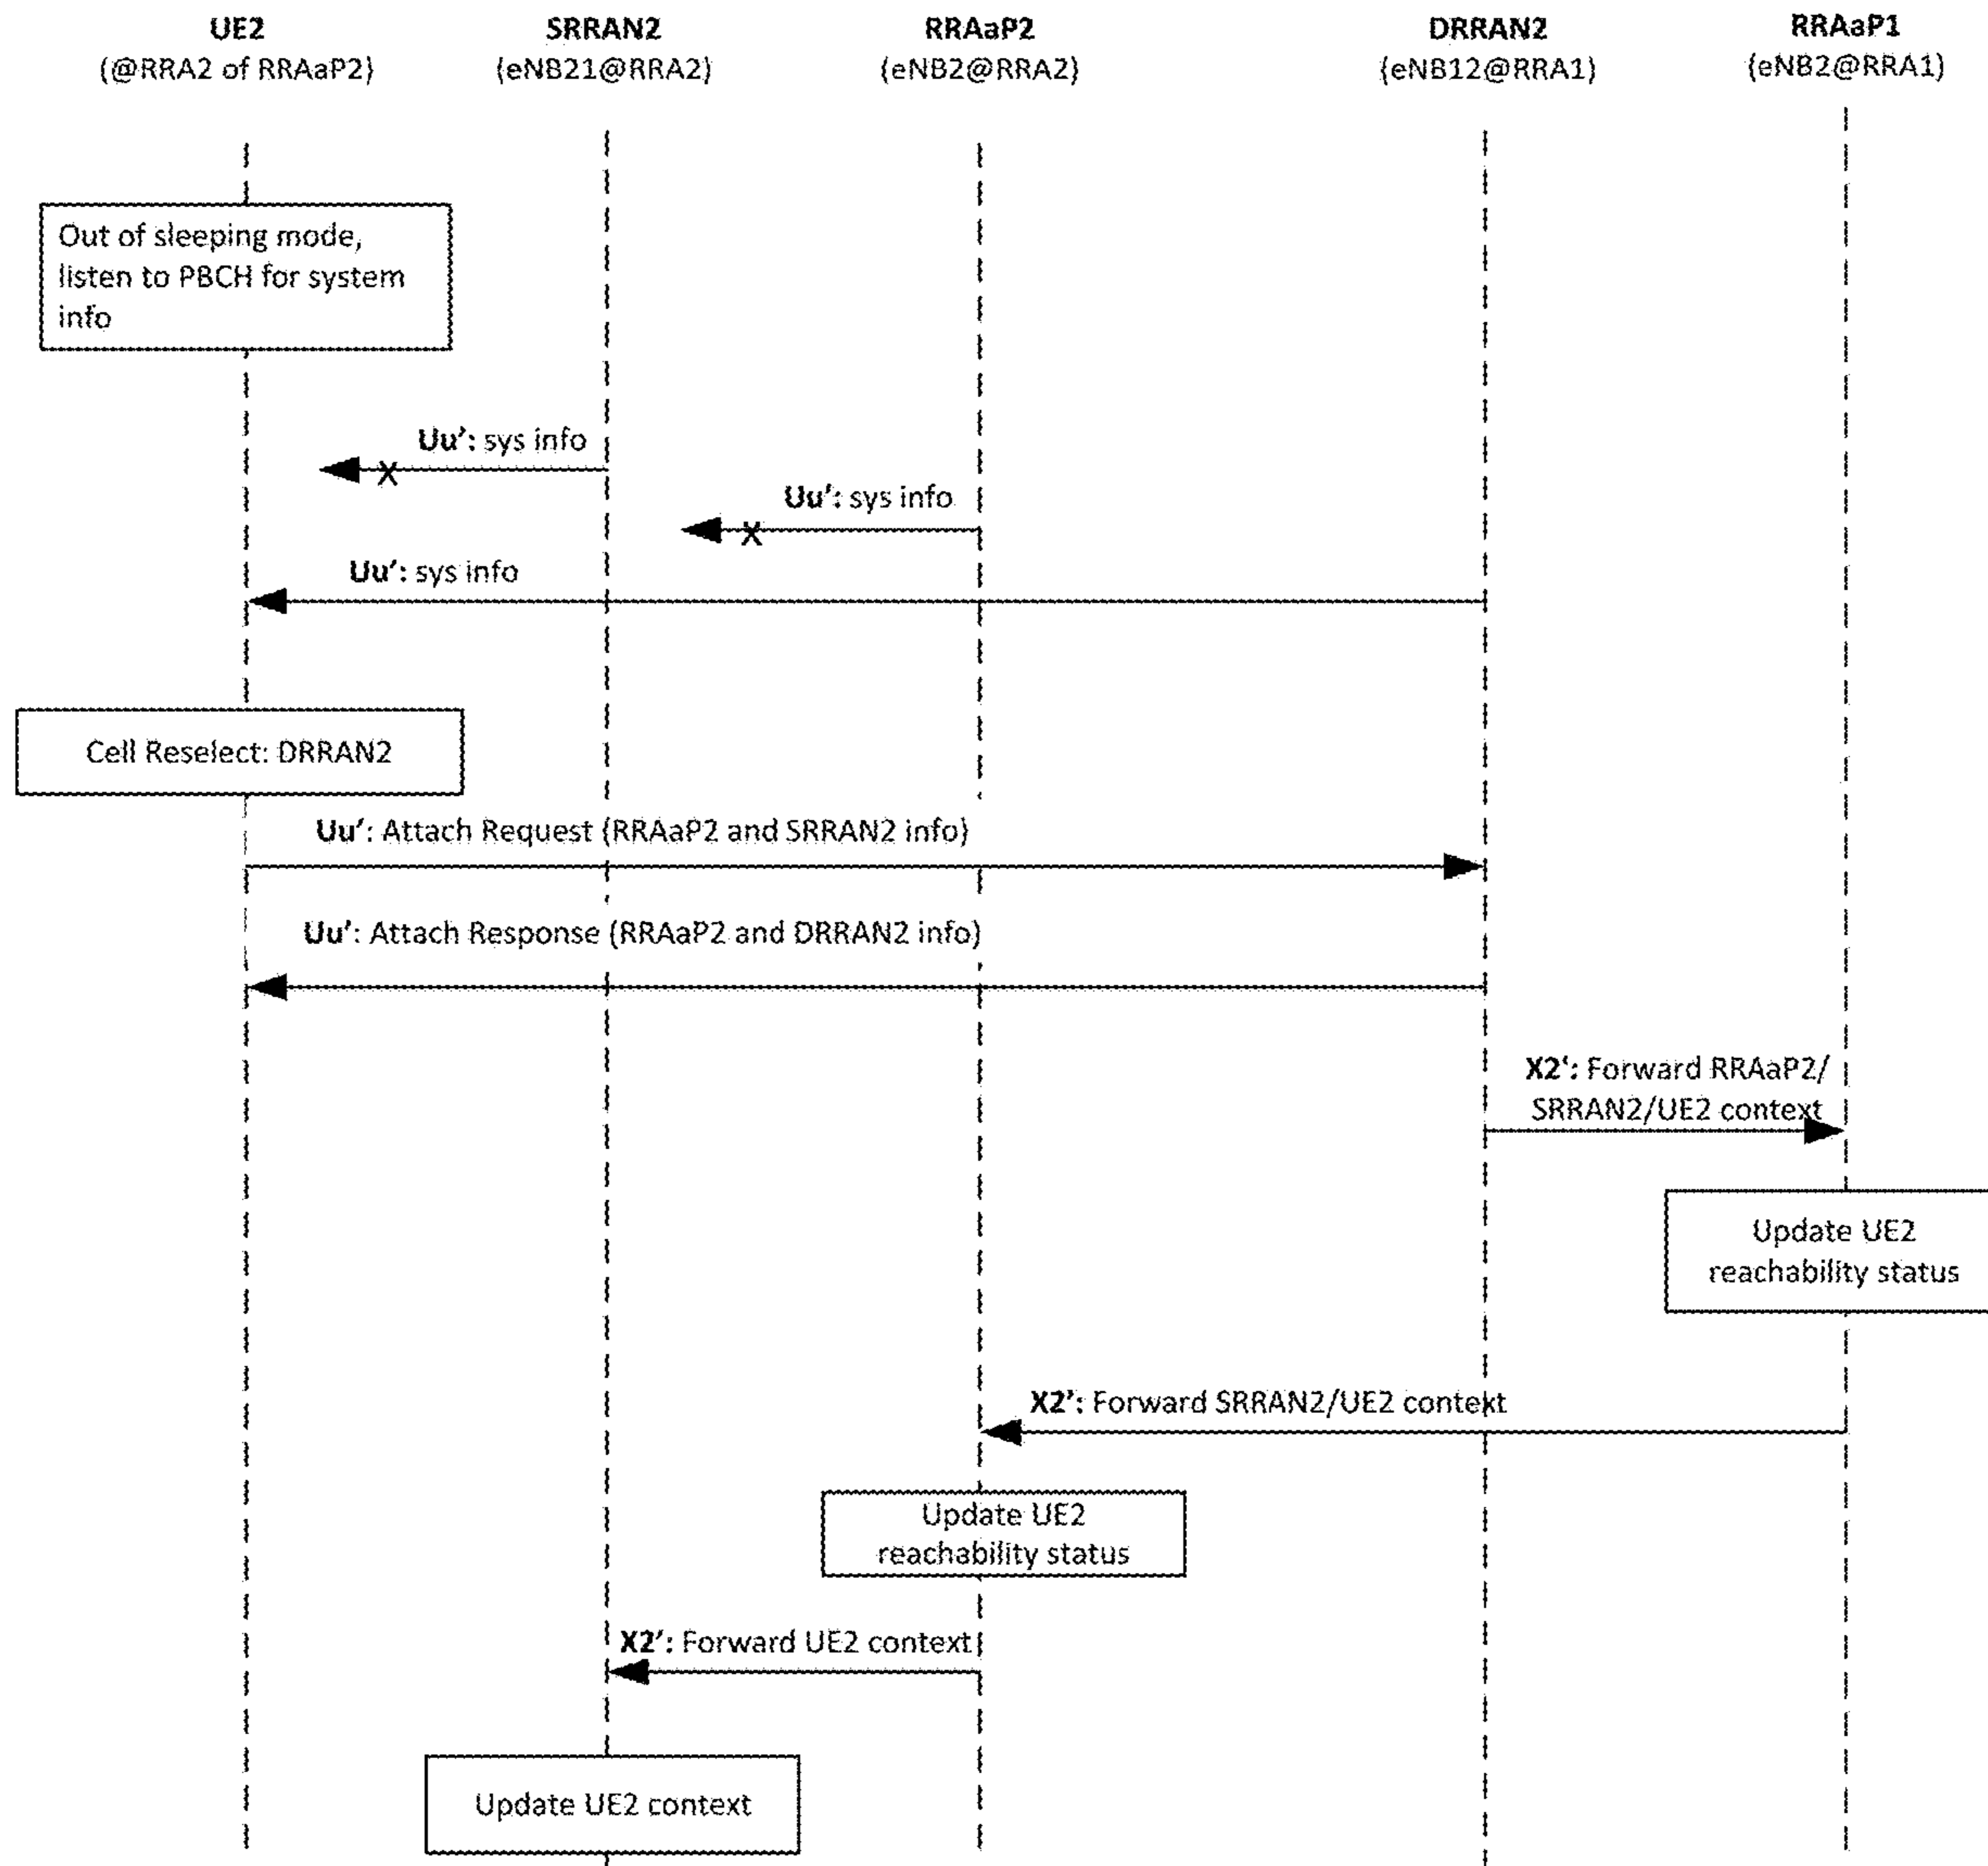 UE2
(@RRA2 of RRAaP2)
SRRAN2
(eNB21@RRA2)
RRAaP2
(eNB2@RRA2)
DRRAN2
(eNB12@RRA1)
RRAaP1
(eNB2@RRA1)
Out of sleeping mode,
listen to PBCH for system
info
Uu': sys info
X
Uu': sys info
X
Uu': sys info
Cell Reselect: DRRAN2
Uu': Attach Request (RRAaP2 and SRRAN2 info)
Uu': Attach Response (RRAaP2 and DRRAN2 info)
X2': Forward RRAaP2/
SRRAN2/UE2 context
Update UE2
reachability status
X2': Forward SRRAN2/UE2 context
Update UE2
reachability status
X2': Forward UE2 context
Update UE2 context